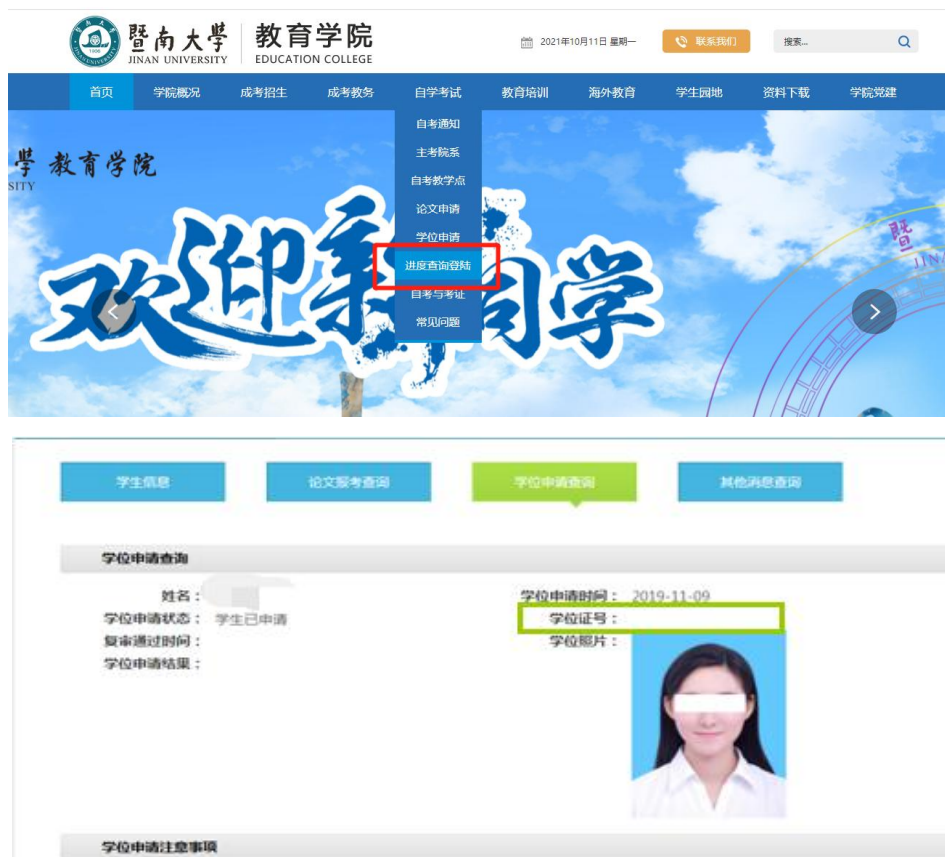 暨南大學
JINAN UNIVERSITY
教育学院
EDUCATION COLLEGE
2021年10月11日 星期一
联系我们
搜索...
首页
学院概况
成考招生
成考教务
自学考试
教育培训
海外教育
学生园地
资料下载
学院党建
自考通知
主考院系
自考教学点
论文申请
学位申请
进度查询登陆
自考与考证
常见问题
學 教育学院
SITY
欢迎新同学
暨
JINA
学生信息
论文报考查询
学位申请查询
其他消息查询
学位申请查询
姓名：
学位申请时间： 2019-11-09
学位申请状态： 学生已申请
学位证号：
复审通过时间：
学位照片：
学位申请结果：
学位申请注意事项